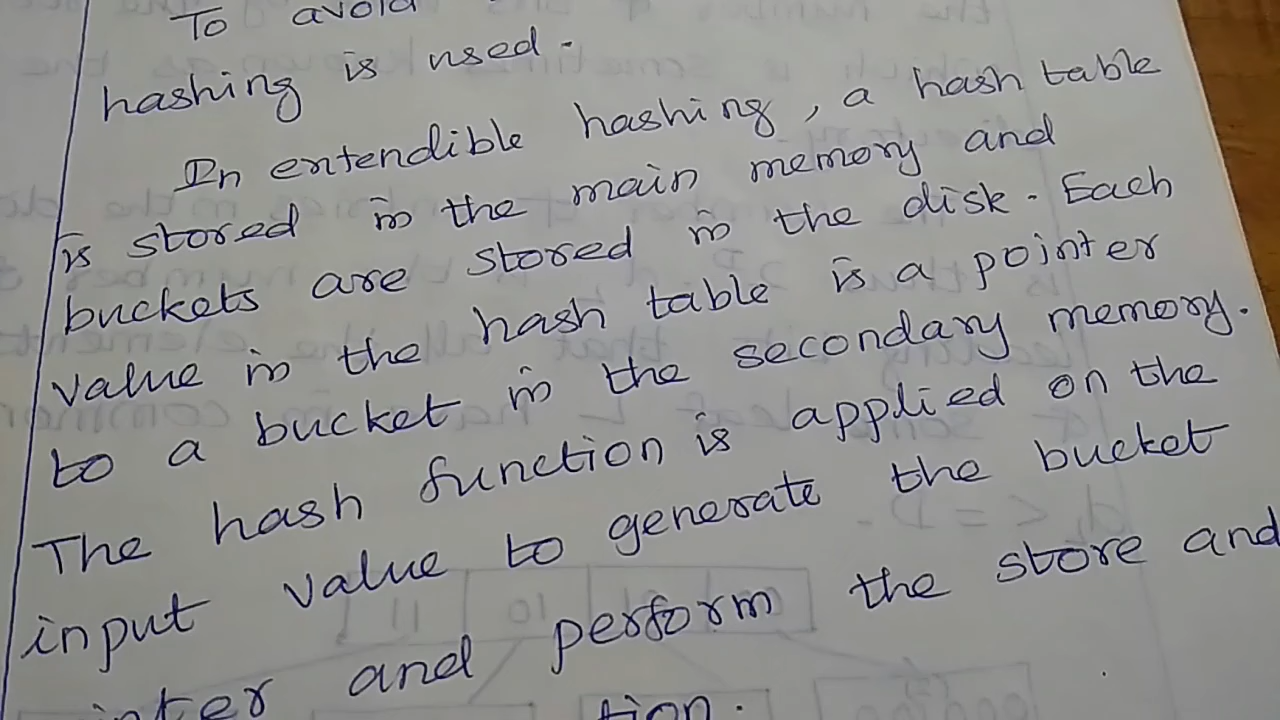 To avoid
hashing is used.
In entendible hashing, a hash table
is stored in the main memory and
buckets are stored in the disk. Each
value in the hash table is a pointer
to a bucket in the secondary memory.
The hash function is applied on the
input value to generate the bucket
and perform the store and